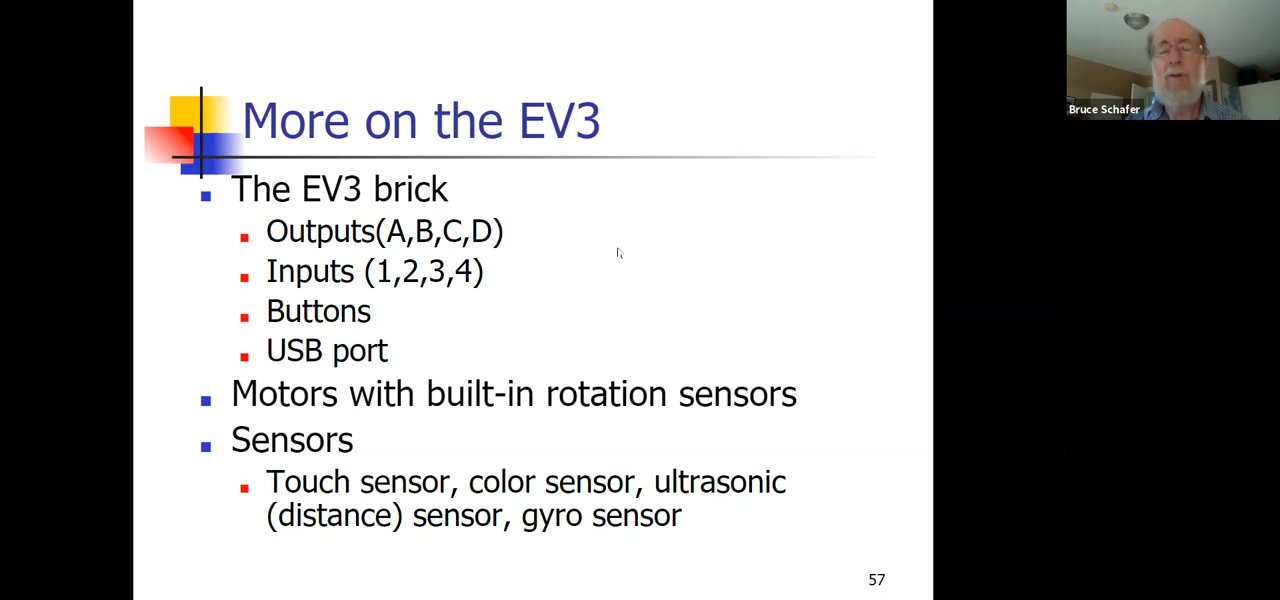 More on the EV3
The EV3 brick
Outputs(A,B,C,D)
Inputs (1,2,3,4)
Buttons
USB port
Motors with built-in rotation sensors
Sensors
Touch sensor, color sensor, ultrasonic
(distance) sensor, gyro sensor
57
Bruce Schafer